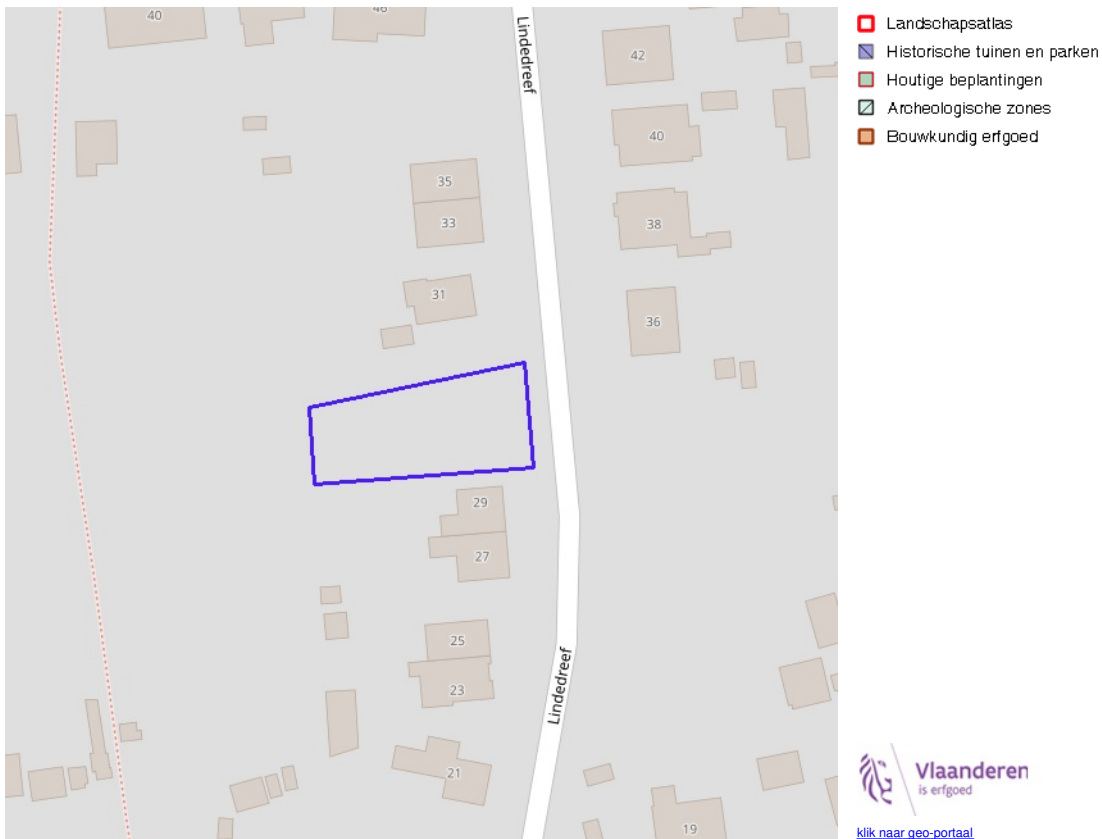 40
46
Lindedreef
42
40
35
33
38
31
36
29
27
25
23
Lindedreef
21
19
Landschapsatlas
Historische tuinen en parken
Houtige beplantingen
Archeologische zones
Bouwkundig erfgoed
Vlaanderen
is erfgoed
klik naar geo-portaal